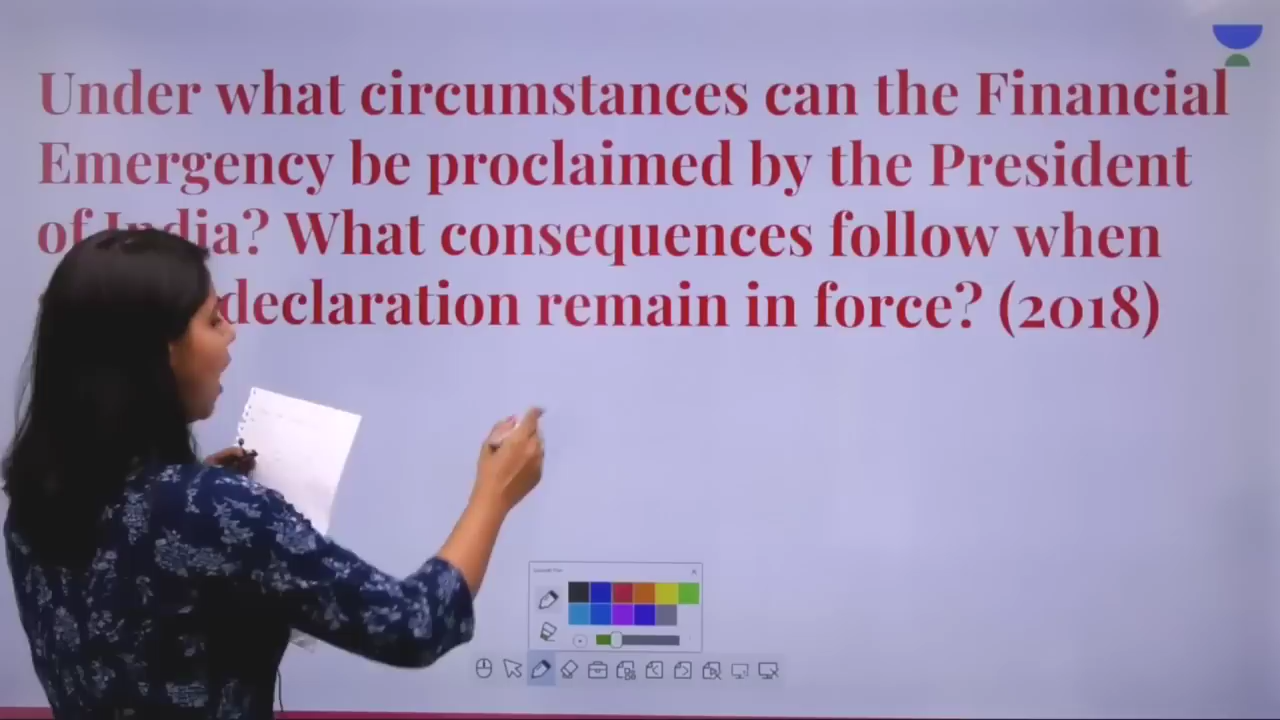 Under what circumstances can the Financial
Emergency be proclaimed by the President
of India? What consequences follow when
declaration remain in force? (2018)